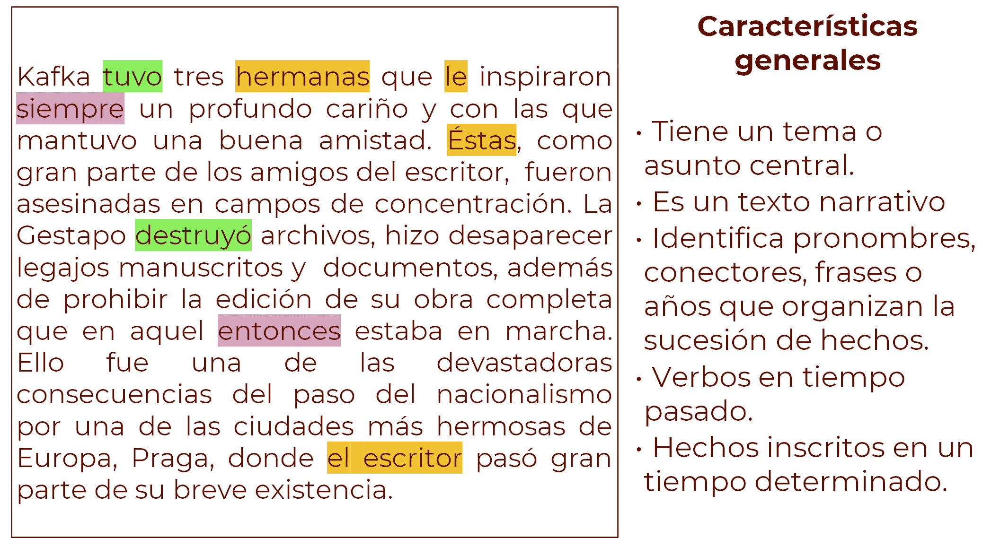 Kafka tuvo tres hermanas que le inspiraron
siempre un profundo cariño y con las que
mantuvo una buena amistad. Éstas, como
gran parte de los amigos del escritor, fueron
asesinadas en campos de concentración. La
Gestapo destruyó archivos, hizo desaparecer
legajos manuscritos y documentos, además
de prohibir la edición de su obra completa
que en aquel entonces estaba en marcha.
Ello fue una de las devastadoras
consecuencias del paso del nacionalismo
por una de las ciudades más hermosas de
Europa, Praga, donde el escritor pasó gran
parte de su breve existencia.
Características
generales
• Tiene un tema o
asunto central.
• Es un texto narrativo
• Identifica pronombres,
conectores, frases o
años que organizan la
sucesión de hechos.
• Verbos en tiempo
pasado.
• Hechos inscritos en un
tiempo determinado.